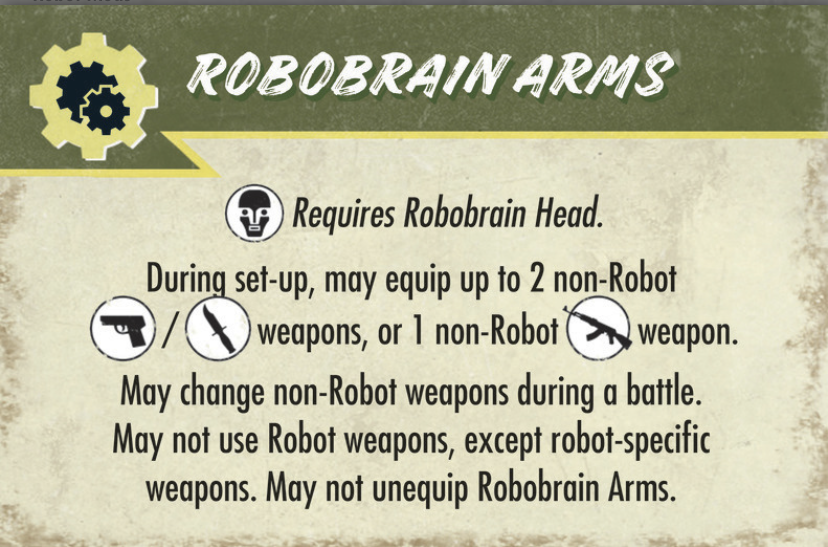 ROBOBRAIN ARMS
Requires Robobrain Head.
During set-up, may equip up to 2 non-Robot
/ weapons, or 1 non-Robot weapon.
May change non-Robot weapons during a battle.
May not use Robot weapons, except robot-specific
weapons. May not unequip Robobrain Arms.